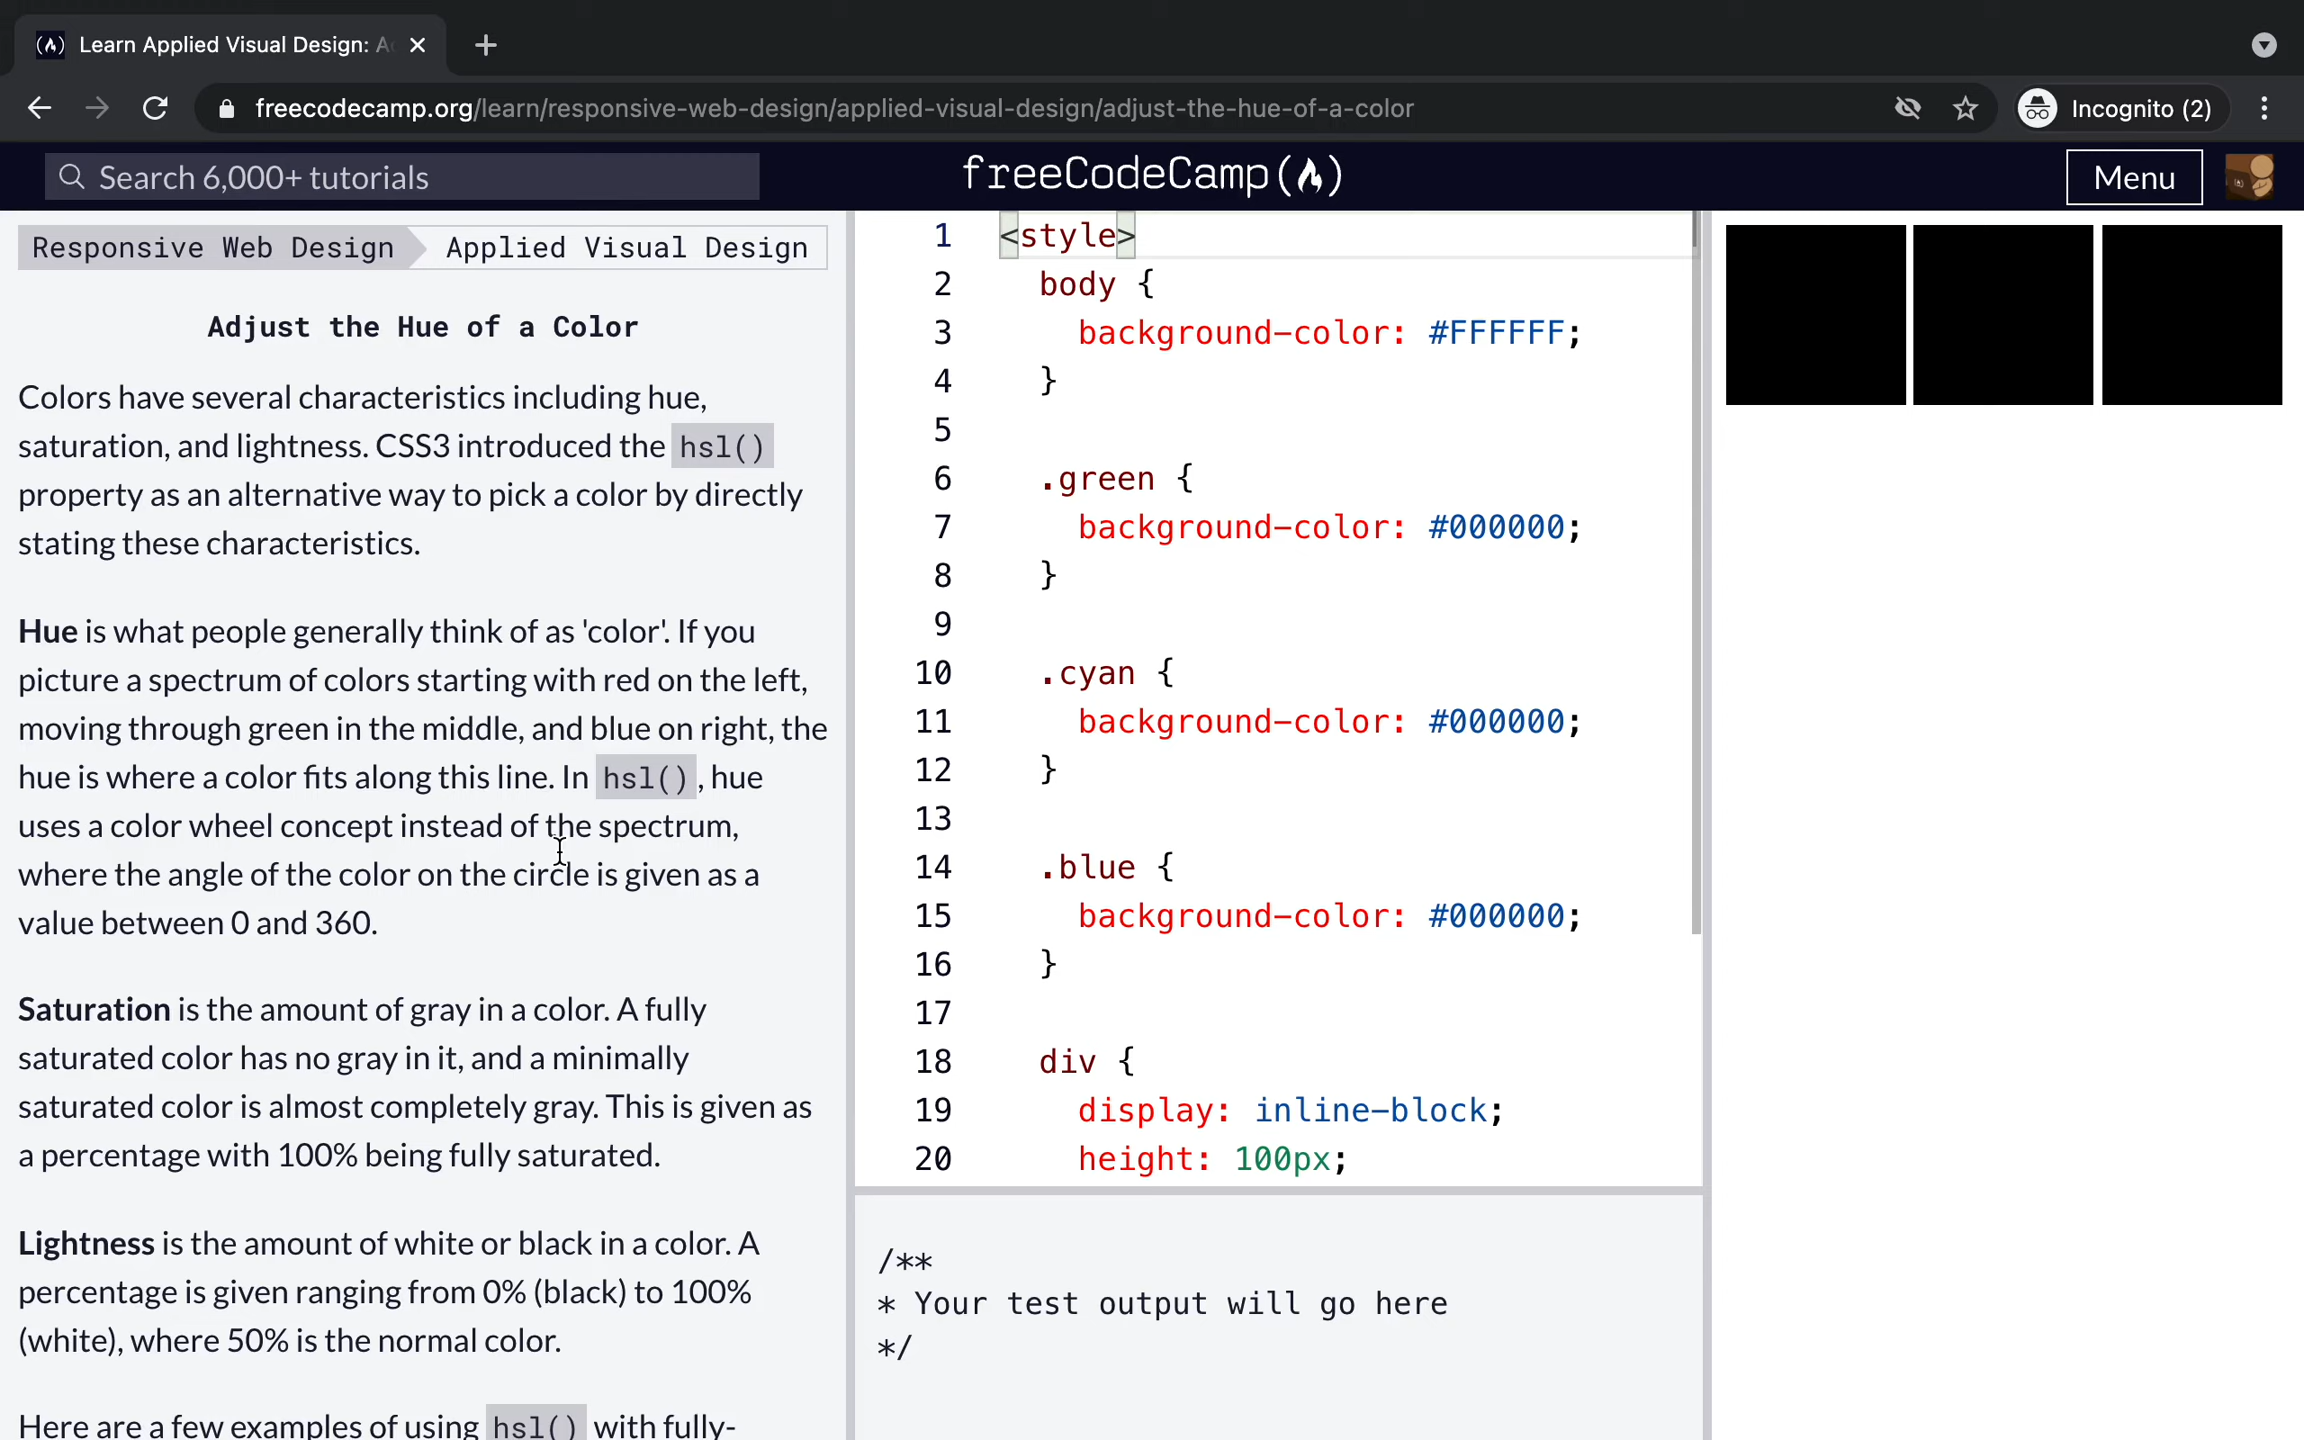 Learn Applied Visual Design: A
freecodecamp.org/learn/responsive-web-design/applied-visual-design/adjust-the-hue-of-a-color
Incognito (2)
Search 6,000+ tutorials
freeCodeCamp
Menu
Responsive Web Design
Applied Visual Design
Adjust the Hue of a Color
Colors have several characteristics including hue,
saturation, and lightness. CSS3 introduced the hsl()
property as an alternative way to pick a color by directly
stating these characteristics.
Hue is what people generally think of as 'color'. If you
picture a spectrum of colors starting with red on the left,
moving through green in the middle, and blue on right, the
hue is where a color fits along this line. In hsl(), hue
uses a color wheel concept instead of the spectrum,
where the angle of the color on the circle is given as a
value between 0 and 360.
Saturation is the amount of gray in a color. A fully
saturated color has no gray in it, and a minimally
saturated color is almost completely gray. This is given as
a percentage with 100% being fully saturated.
Lightness is the amount of white or black in a color. A
percentage is given ranging from 0% (black) to 100%
(white), where 50% is the normal color.
Here are a few examples of using hsl() with fully-
1 <style>
2 body {
3 background-color: #FFFFFF;
4 }
5
6 .green {
7 background-color: #000000;
8 }
9
10 .cyan {
11 background-color: #000000;
12 }
13
14 .blue {
15 background-color: #000000;
16 }
17
18 div {
19 display: inline-block;
20 height: 100px;
/**
* Your test output will go here
*/